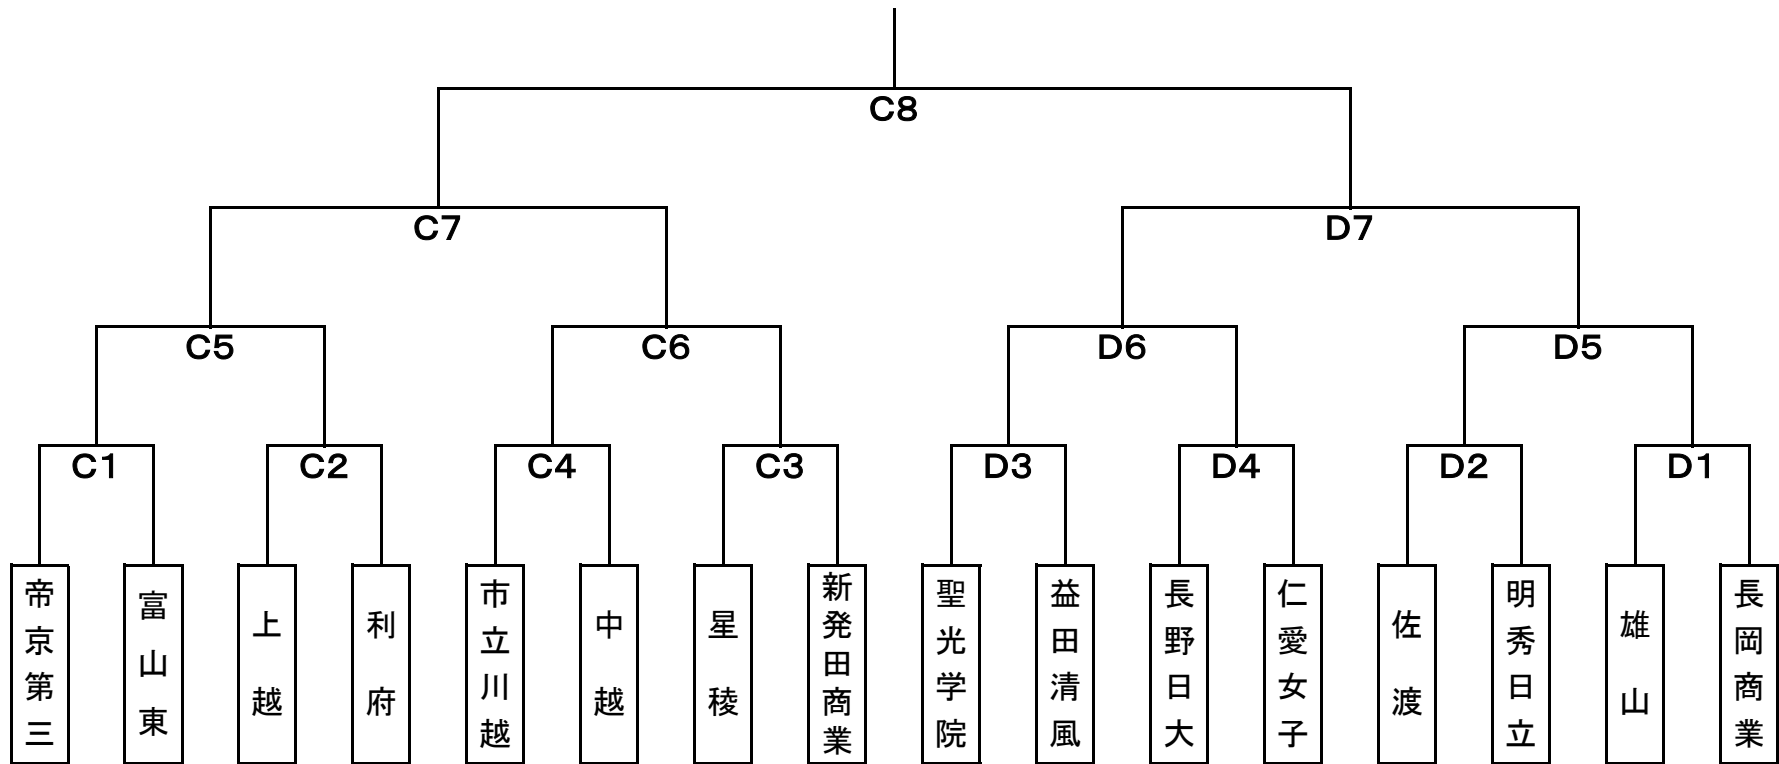 C8
C7
D7
C5
C6
D6
D5
C1
C2
C4
C3
D3
D4
D2
D1
帝京第三
富山東
上越
利府
市立川越
中越
星稜
新発田商業
聖光学院
益田清風
長野日大
仁愛女子
佐渡
明秀日立
雄山
長岡商業